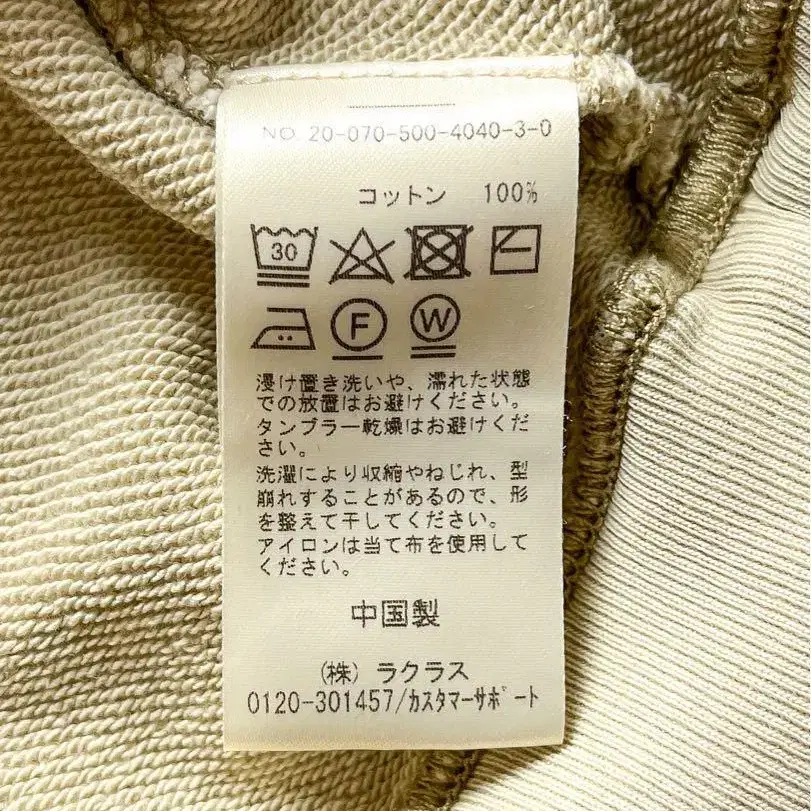 NO. 20-070-500-4040-3-0
コットン 100%
30
F
W
浸け置き洗いや、濡れた状態
での放置はお避けください。
タンブラー乾燥はお避けくだ
さい。
洗濯により収縮やねじれ、型
崩れすることがあるので、形
を整えて干してください。
アイロンは当て布を使用して
ください。
中国製
(株) ラクラス
0120-301457/カスタマーサポート